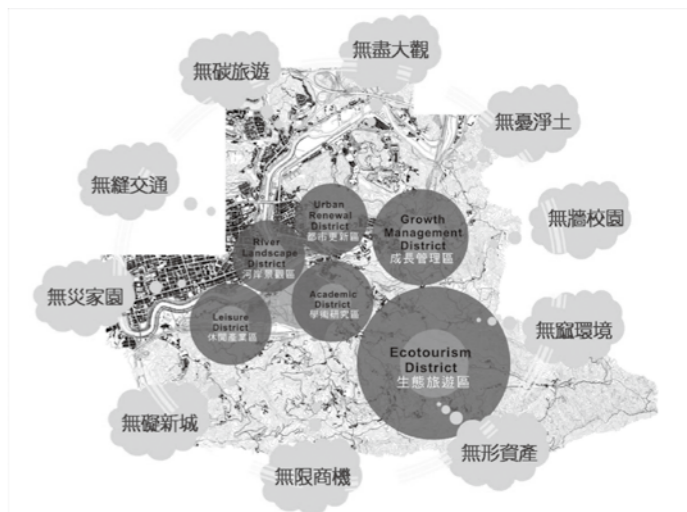 無盡大觀
無碳旅遊
無憂淨土
無縫交通
無牆校園
Urban
Renewal
District
都市更新區
Growth
Management
District
成長管理區
River
Landscape
District
河岸景觀區
無災家園
Academic
District
學術研究區
Leisure
District
休閒產業區
無窳環境
Ecotourism
District
生態旅遊區
無礙新城
無形資產
無限商機